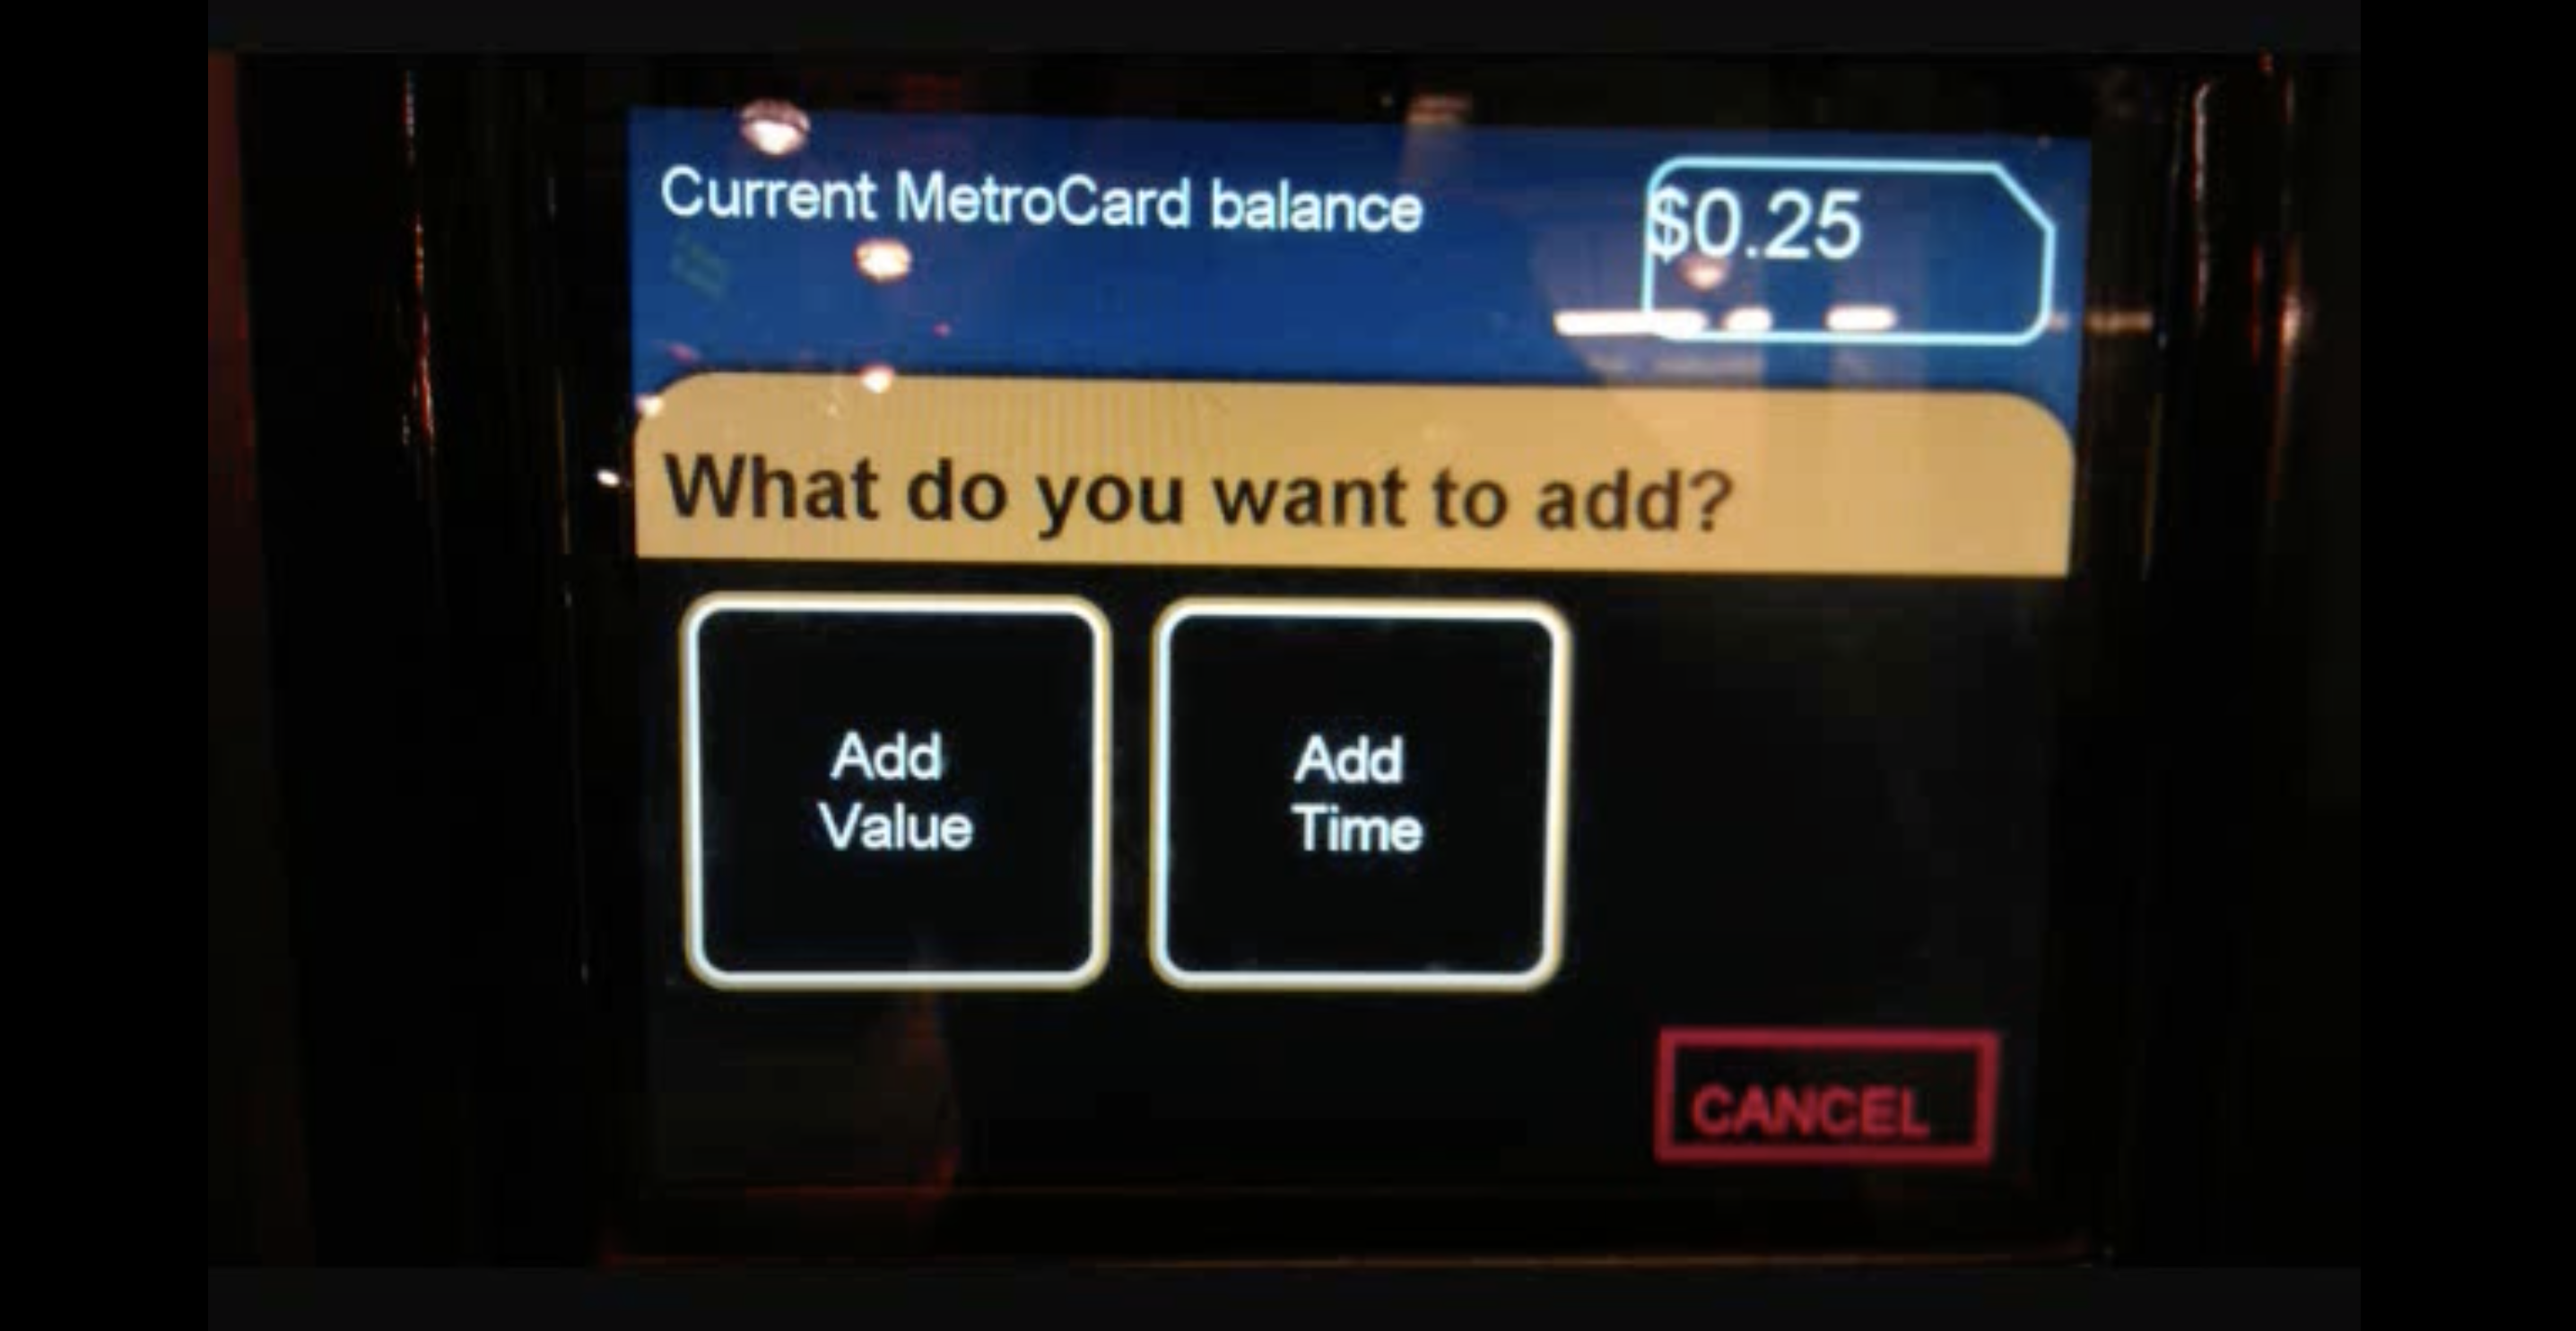 Current MetroCard balance
$0.25
What do you want to add?
Add
Value
Add
Time
CANCEL